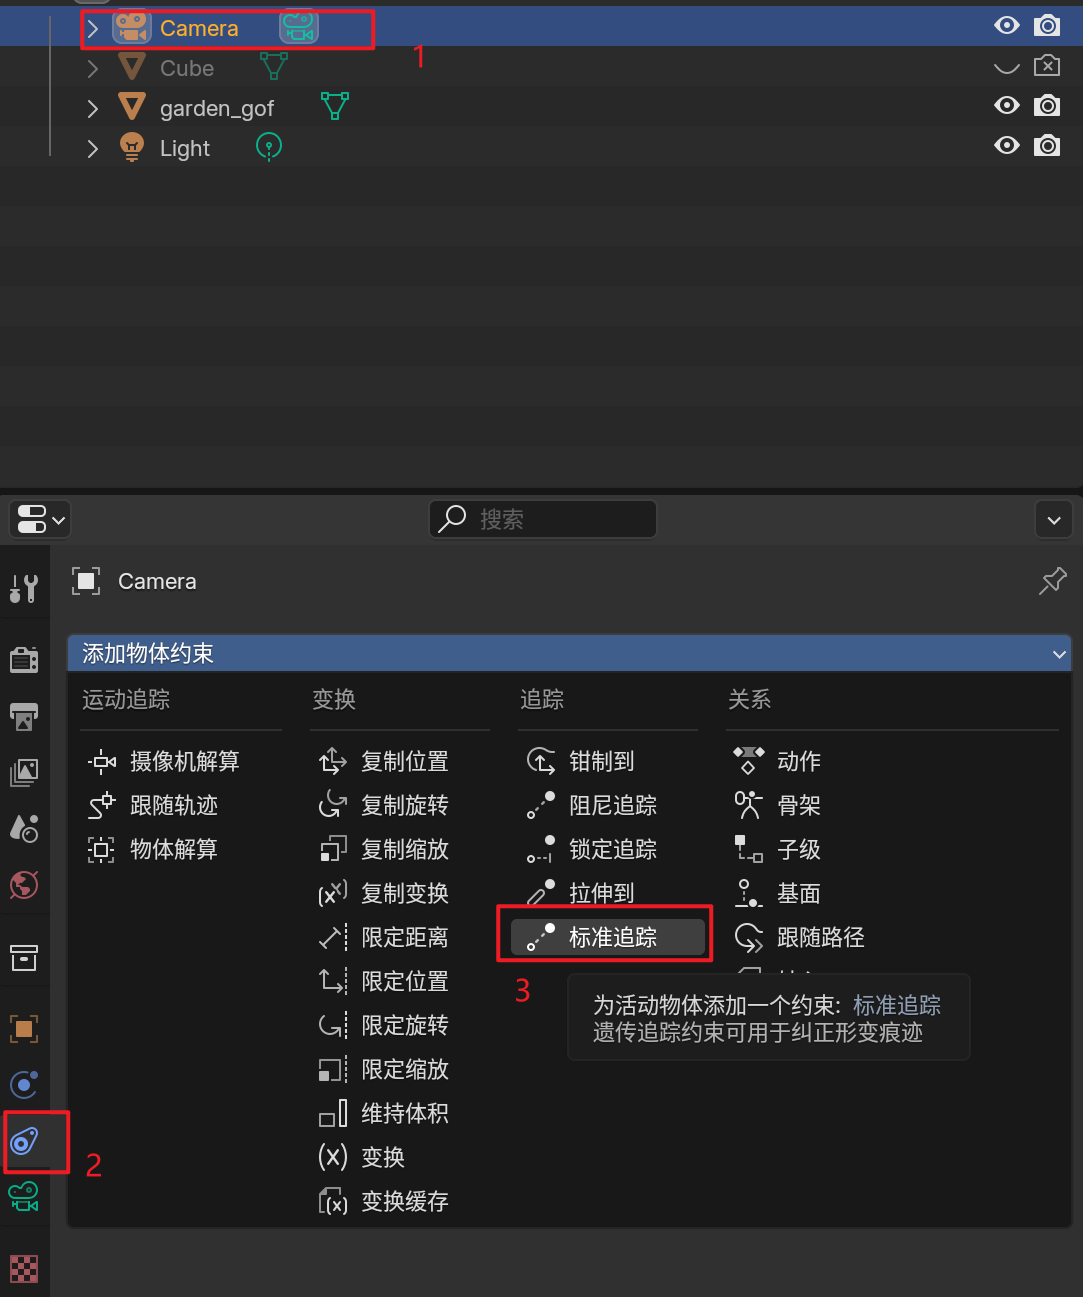 Camera
1
Cube
garden_gof
Light
搜索
Camera
添加物体约束
运动追踪
摄像机解算
跟随轨迹
物体解算
变换
复制位置
复制旋转
复制缩放
复制变换
限定距离
限定位置
限定旋转
限定缩放
维持体积
变换
变换缓存
追踪
钳制到
阻尼追踪
锁定追踪
拉伸到
标准追踪
3
关系
动作
骨架
子级
基面
跟随路径
为活动物体添加一个约束: 标准追踪
遗传追踪约束可用于纠正形变痕迹
2